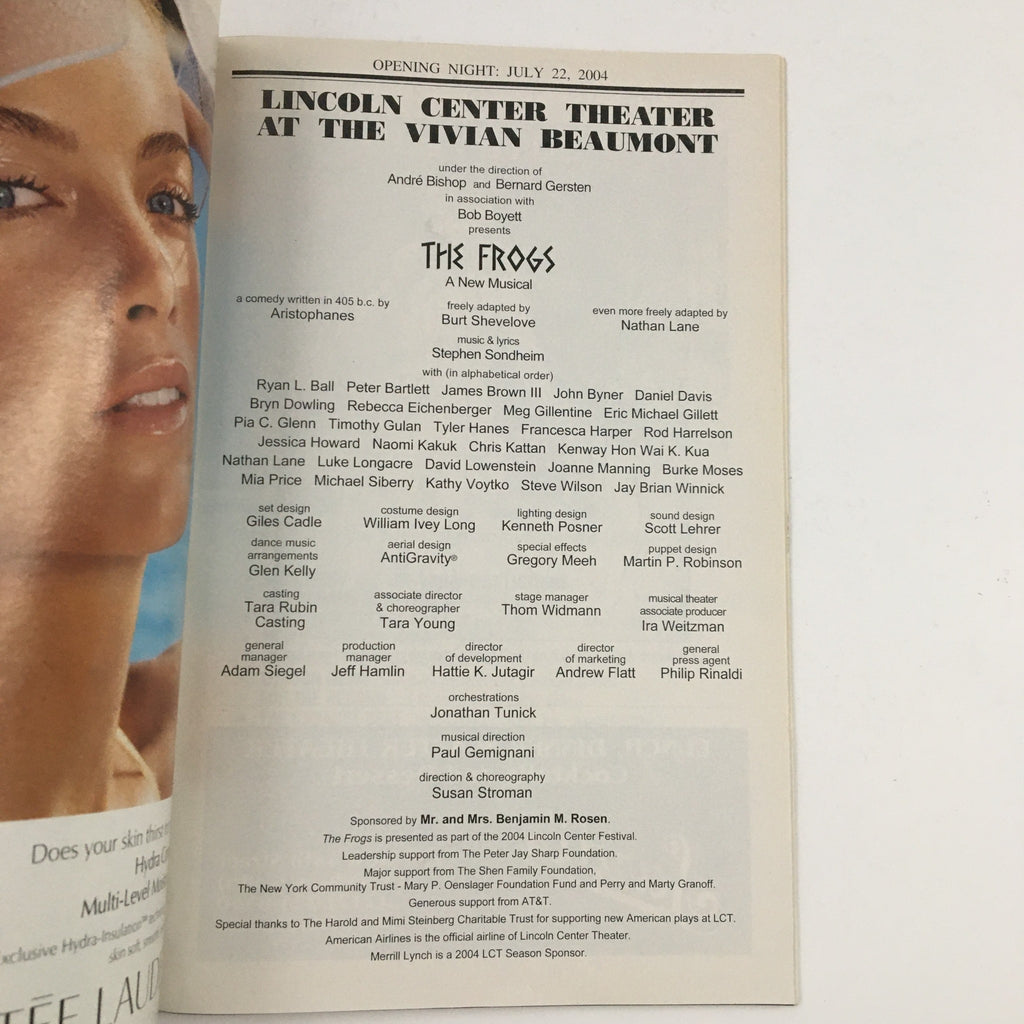 OPENING NIGHT: JULY 22, 2004
LINCOLN CENTER THEATER
AT THE VIVIAN BEAUMONT
under the direction of
André Bishop and Bernard Gersten
in association with
Bob Boyett
presents
THE FROGS
A New Musical
a comedy written in 405 b.c. by
Aristophanes
freely adapted by
Burt Shevelove
even more freely adapted by
Nathan Lane
music & lyrics
Stephen Sondheim
with (in alphabetical order)
Ryan L. Ball Peter Bartlett James Brown III John Byner Daniel Davis
Bryn Dowling Rebecca Eichenberger Meg Gillentine Eric Michael Gillett
Pia C. Glenn Timothy Gulan Tyler Hanes Francesca Harper Rod Harrelson
Jessica Howard Naomi Kakuk Chris Kattan Kenway Hon Wai K. Kua
Nathan Lane Luke Longacre David Lowenstein Joanne Manning Burke Moses
Mia Price Michael Siberry Kathy Voytko Steve Wilson Jay Brian Winnick
set design
Giles Cadle
costume design
William Ivey Long
lighting design
Kenneth Posner
sound design
Scott Lehrer
dance music
arrangements
Glen Kelly
aerial design
AntiGravity®
special effects
Gregory Meeh
puppet design
Martin P. Robinson
casting
Tara Rubin
Casting
associate director
& choreographer
Tara Young
stage manager
Thom Widmann
musical theater
associate producer
Ira Weitzman
general
manager
Adam Siegel
production
manager
Jeff Hamlin
director
of development
Hattie K. Jutagir
director
of marketing
Andrew Flatt
general
press agent
Philip Rinaldi
orchestrations
Jonathan Tunick
musical direction
Paul Gemignani
direction & choreography
Susan Stroman
Sponsored by Mr. and Mrs. Benjamin M. Rosen.
The Frogs is presented as part of the 2004 Lincoln Center Festival.
Leadership support from The Peter Jay Sharp Foundation.
Major support from The Shen Family Foundation,
The New York Community Trust - Mary P. Oenslager Foundation Fund and Perry and Marty Granoff.
Generous support from AT&T.
Special thanks to The Harold and Mimi Steinberg Charitable Trust for supporting new American plays at LCT.
American Airlines is the official airline of Lincoln Center Theater.
Merrill Lynch is a 2004 LCT Season Sponsor.
Does your skin thirst
Multi-Level
Hydra-Insulation™
skin soft,